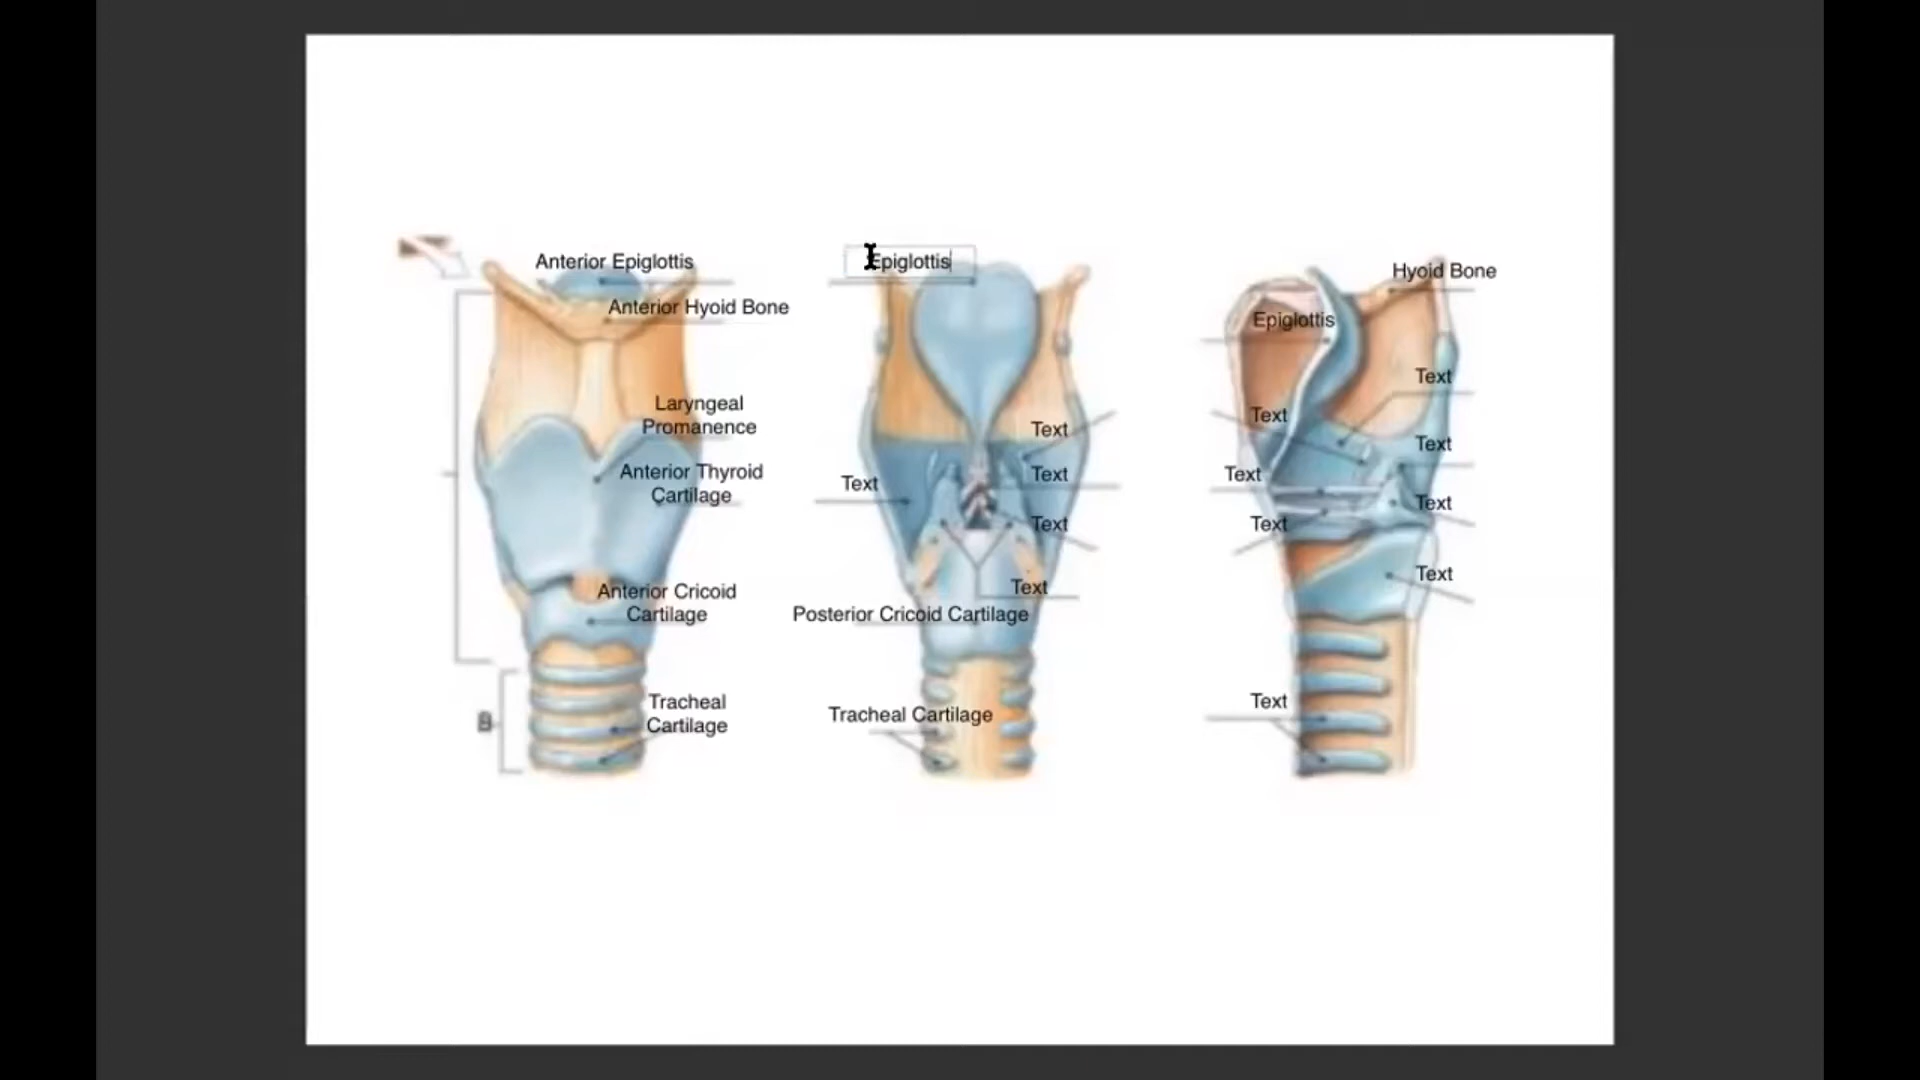 Anterior Epiglottis
Anterior Hyoid Bone
Laryngeal
Promanence
Anterior Thyroid
Cartilage
Anterior Cricoid
Cartilage
Tracheal
Cartilage
B
Epiglottis
Text
Text
Text
Text
Text
Posterior Cricoid Cartilage
Tracheal Cartilage
Hyoid Bone
Epiglottis
Text
Text
Text
Text
Text
Text
Text
Text